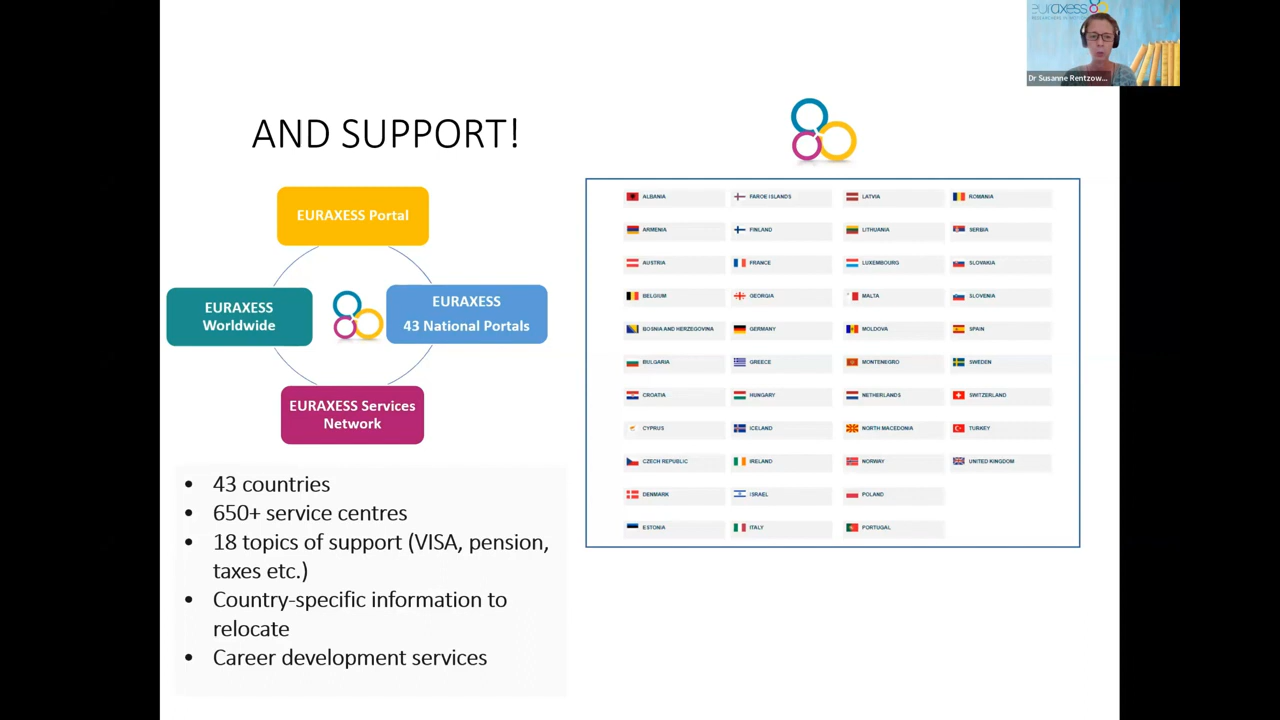 euraxess
Dr Susanne Rentzow...
AND SUPPORT!
EURAXESS Portal
EURAXESS
Worldwide
EURAXESS
43 National Portals
EURAXESS Services
Network
• 43 countries
• 650+ service centres
• 18 topics of support (VISA, pension,
taxes etc.)
• Country-specific information to
relocate
• Career development services
ALBANIA
ARMENIA
AUSTRIA
BELGIUM
BOSNIA AND HERZEGOVINA
BULGARIA
CROATIA
CYPRUS
CZECH REPUBLIC
DENMARK
ESTONIA
FAROE ISLANDS
FINLAND
FRANCE
GEORGIA
GERMANY
GREECE
HUNGARY
ICELAND
IRELAND
ISRAEL
ITALY
LATVIA
LITHUANIA
LUXEMBOURG
MALTA
MOLDOVA
MONTENEGRO
NETHERLANDS
NORTH MACEDONIA
NORWAY
POLAND
PORTUGAL
ROMANIA
SERBIA
SLOVAKIA
SLOVENIA
SPAIN
SWEDEN
SWITZERLAND
TURKEY
UNITED KINGDOM